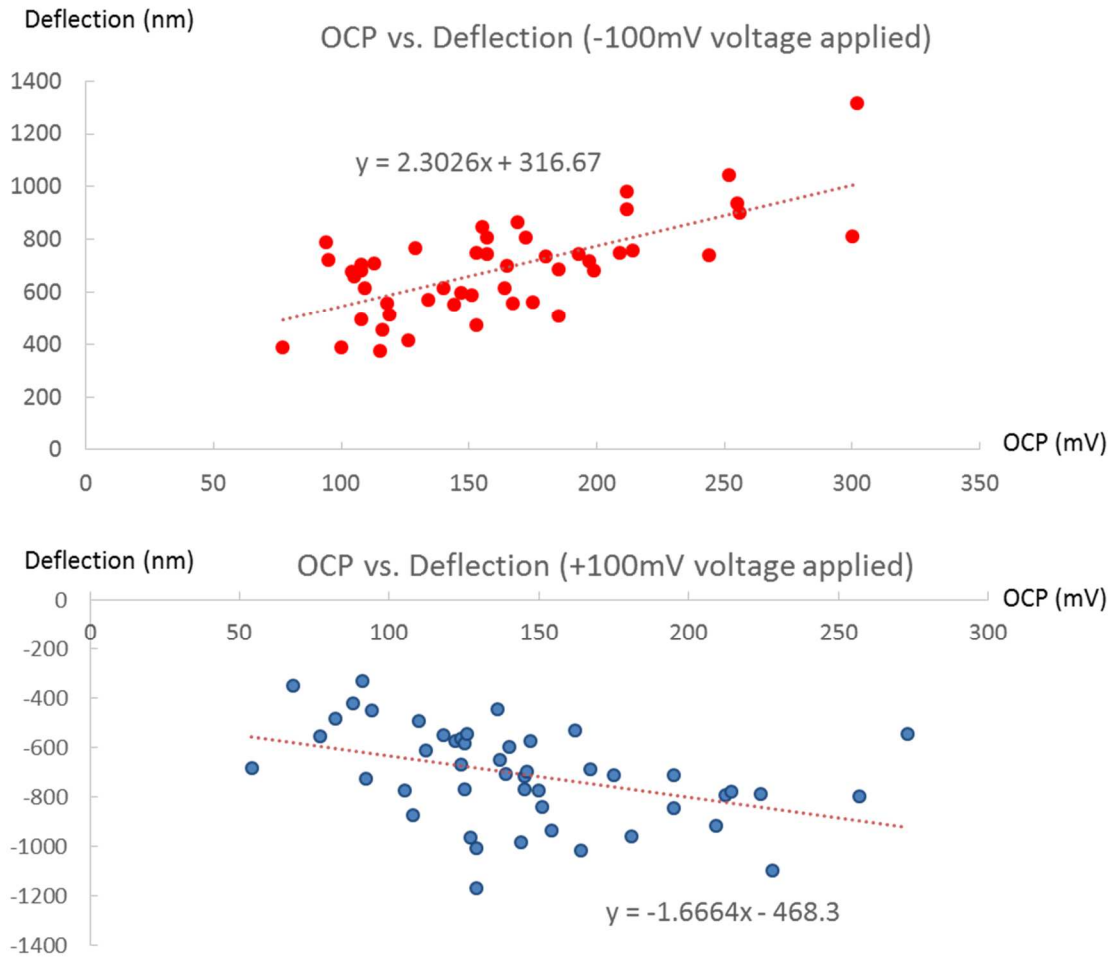 Deflection (nm)
OCP vs. Deflection (-100mV voltage applied)
1400
1200
y = 2.3026x + 316.67
1000
800
600
400
200
0
OCP (mV)
0 50 100 150 200 250 300 350
Deflection (nm)
OCP vs. Deflection (+100mV voltage applied)
0
OCP (mV)
0 50 100 150 200 250 300
-200
-400
-600
-800
-1000
-1200
y = -1.6664x - 468.3
-1400